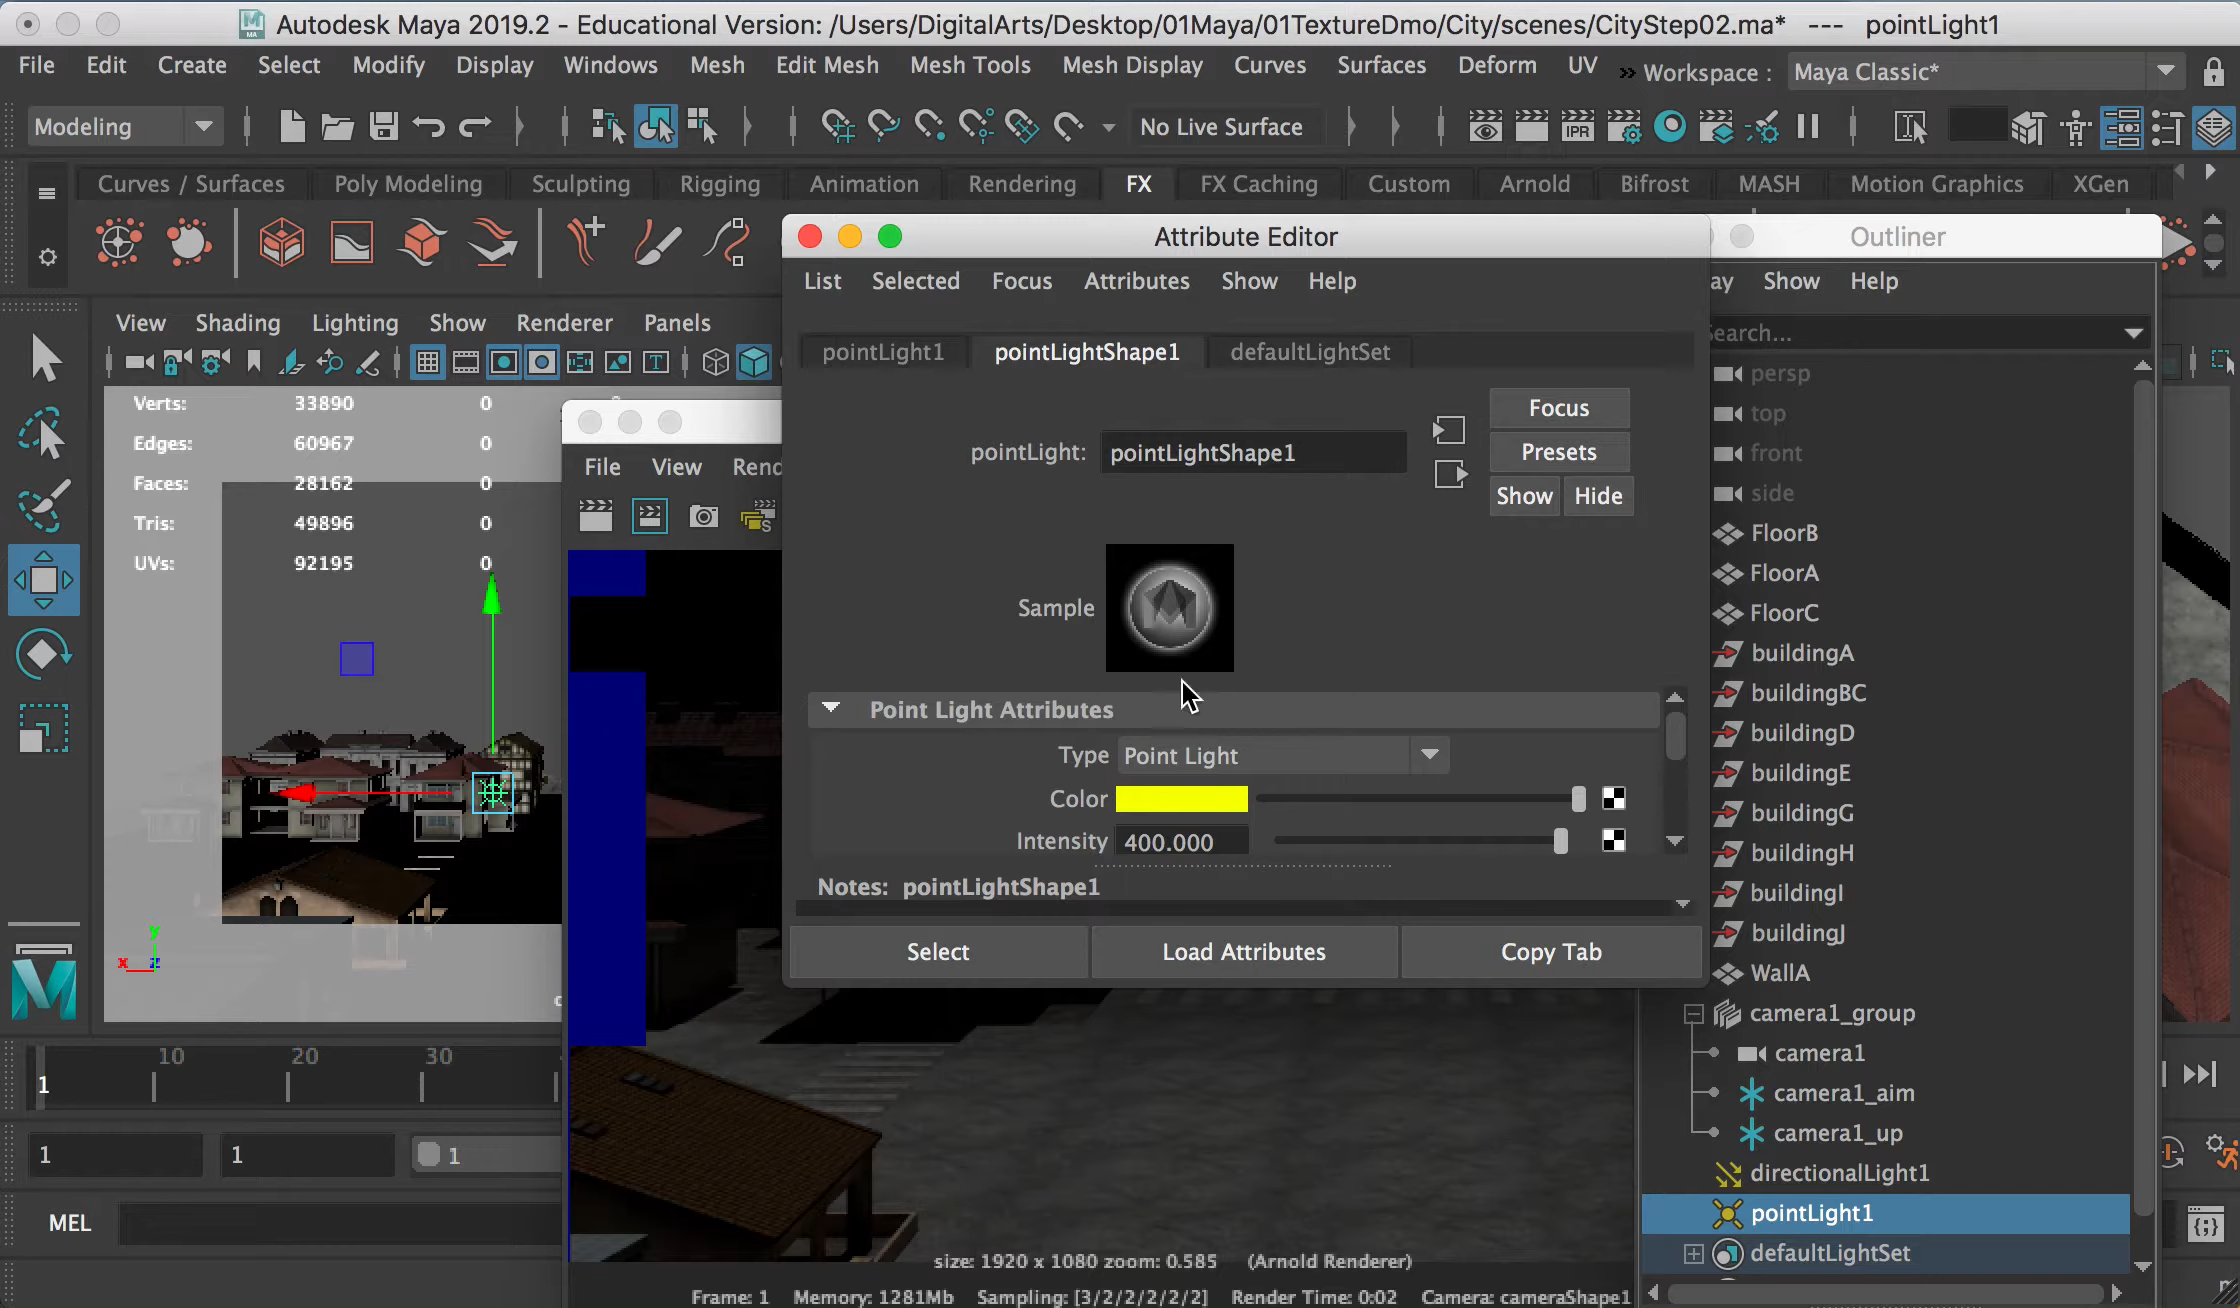 Autodesk Maya 2019.2 - Educational Version: /Users/DigitalArts/Desktop/01Maya/01TextureDmo/City/scenes/CityStep02.ma* --- pointLight1
File Edit Create Select Modify Display Windows Mesh Edit Mesh Mesh Tools Mesh Display Curves Surfaces Deform UV Workspace : Maya Classic*
Modeling No Live Surface IPR
Curves / Surfaces Poly Modeling Sculpting Rigging Animation Rendering FX FX Caching Custom Arnold Bifrost MASH Motion Graphics XGen
Attribute Editor
Outliner
List Selected Focus Attributes Show Help
ay Show Help
View Shading Lighting Show Renderer Panels
earch...
pointLight1 pointLightShape1 defaultLightSet
Verts: 33890 0
Edges: 60967 0
Faces: 28162 0
Tris: 49896 0
UVs: 92195 0
File View Rend
pointLight: pointLightShape1
Focus
Presets
Show Hide
Sample
Point Light Attributes
Type Point Light
Color
Intensity 400.000
Notes: pointLightShape1
Select Load Attributes Copy Tab
persp
top
front
side
FloorB
FloorA
FloorC
buildingA
buildingBC
buildingD
buildingE
buildingG
buildingH
buildingI
buildingJ
WallA
camera1_group
camera1
camera1_aim
camera1_up
directionalLight1
pointLight1
defaultLightSet
y
x z
M
10 20 30
1
1 1 1
MEL
size: 1920 x 1080 zoom: 0.585 (Arnold Renderer)
Frame: 1 Memory: 1281Mb Sampling: [3/2/2/2/2/2] Render Time: 0:02 Camera: cameraShape1